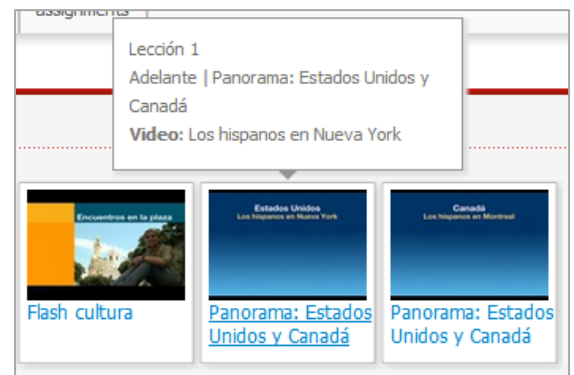 assignments
Lección 1
Adelante | Panorama: Estados Unidos y
Canadá
Video: Los hispanos en Nueva York
Encuentros en la plaza
Estados Unidos
Los hispanos en Nueva York
Canadá
Los hispanos en Montreal
Flash cultura
Panorama: Estados
Unidos y Canadá
Panorama: Estados
Unidos y Canadá